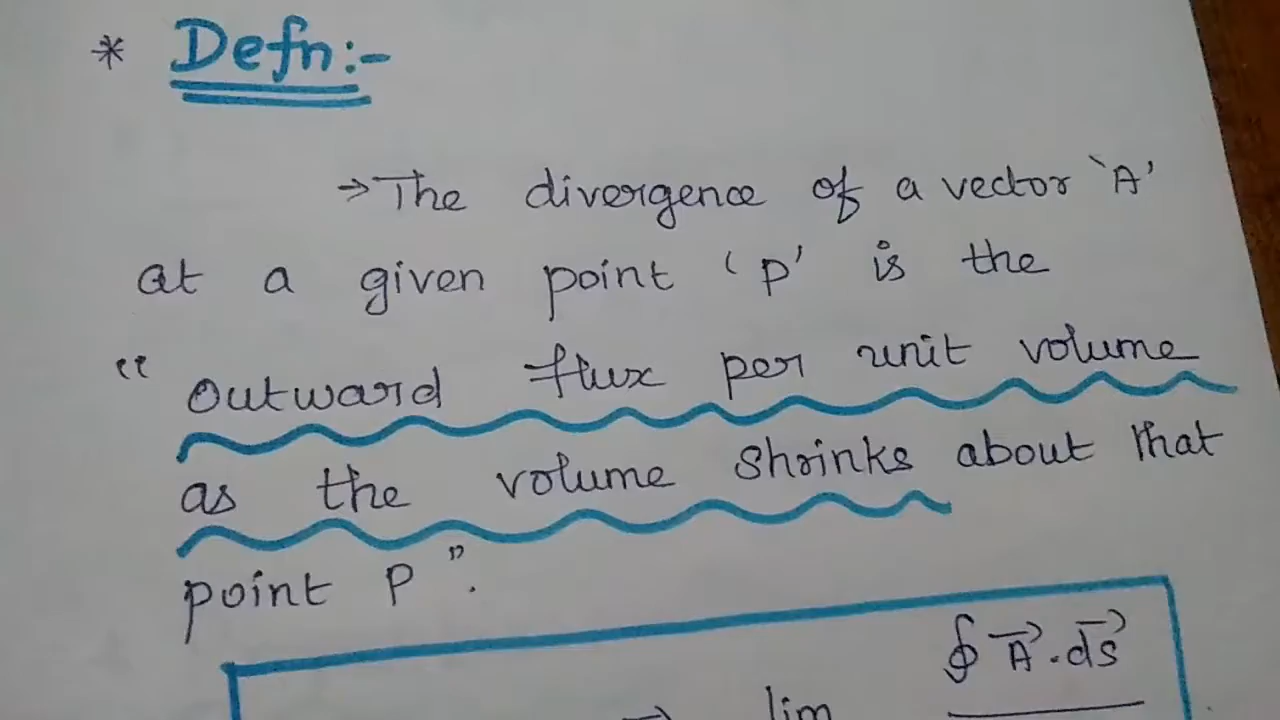 * Defn:-
→The divergence of a vector `A'
at a given point 'P' is the
“ outward flux per unit volume
as the volume shrinks about that
point P ”.
∮ A⃗ . ds⃗
lim